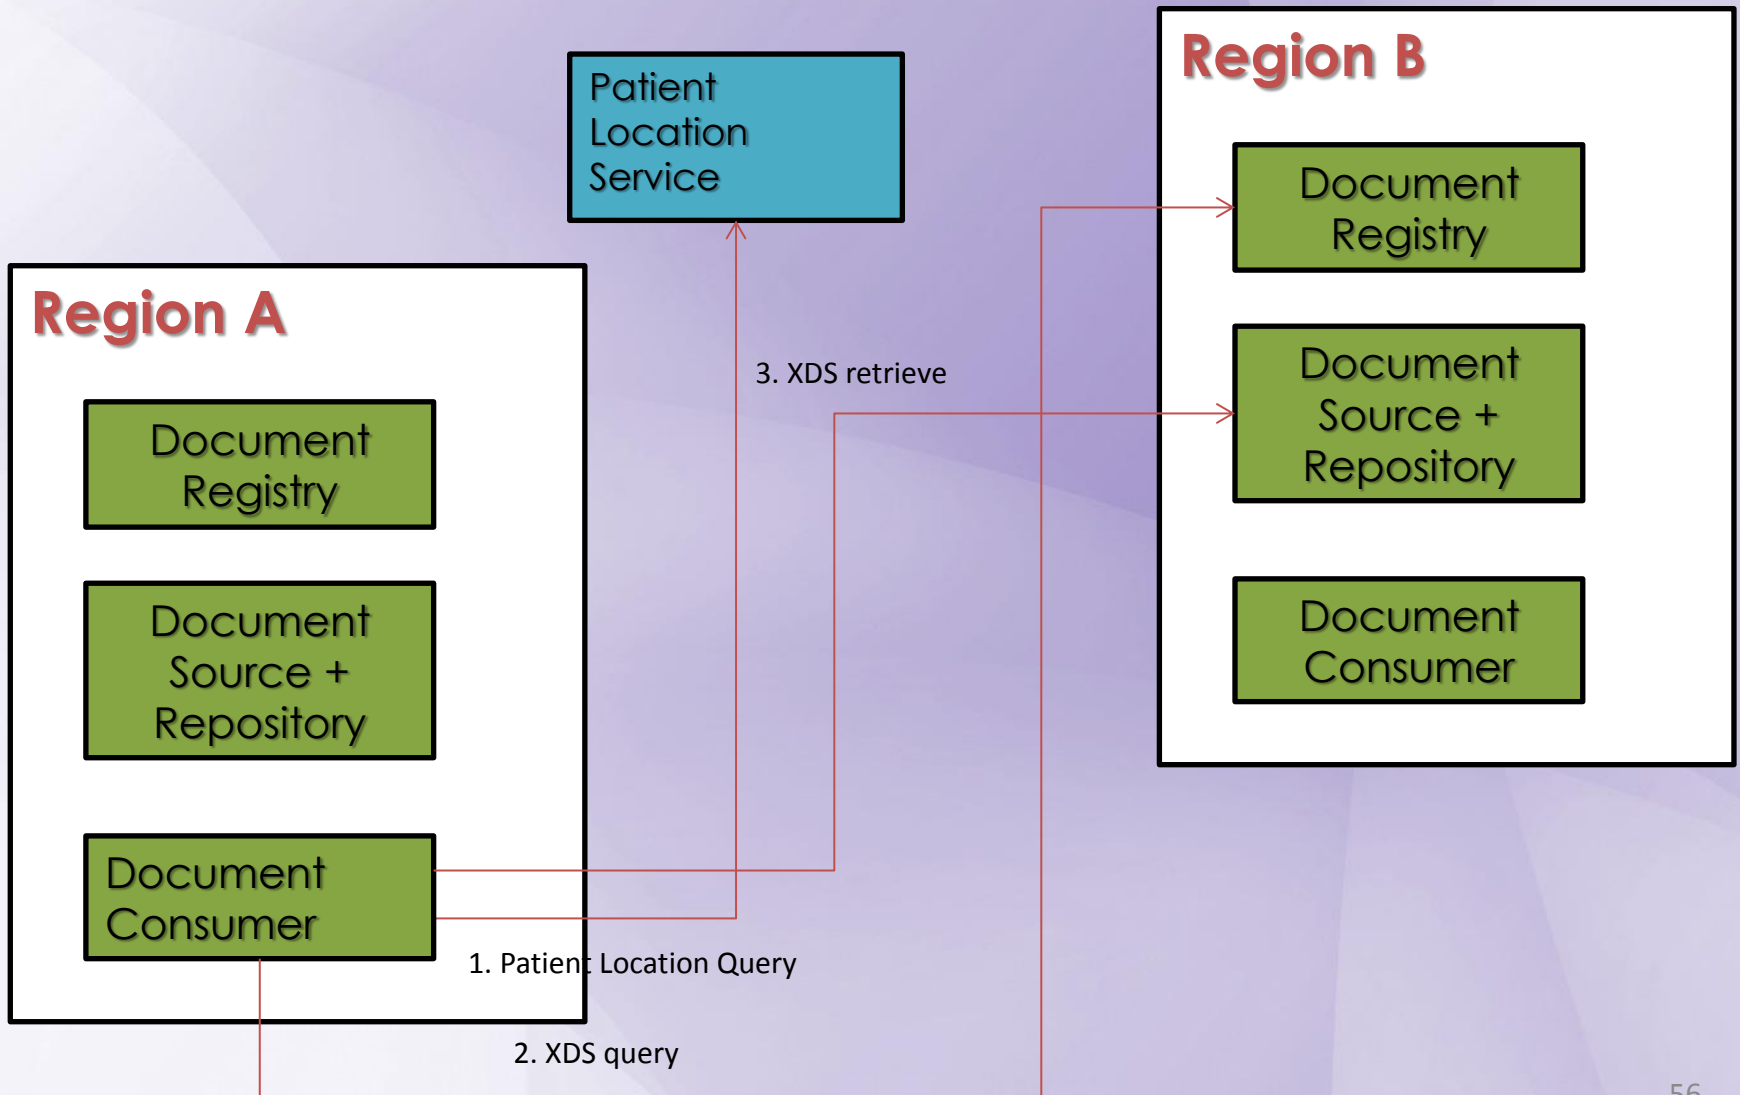 Region B
Patient
Location
Service
Document
Registry
Region A
Document
Source +
Repository
3. XDS retrieve
Document
Registry
Document
Consumer
Document
Source +
Repository
Document
Consumer
1. Patient Location Query
2. XDS query
56